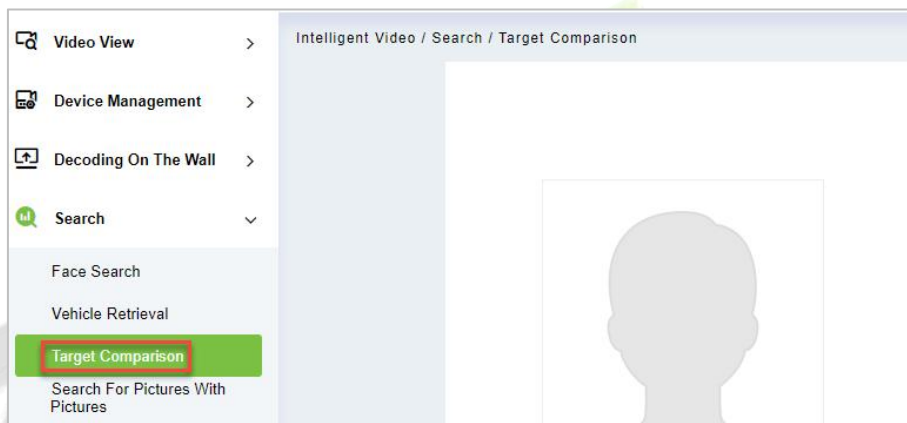 Video View
Intelligent Video / Search / Target Comparison
Device Management
Decoding On The Wall
Search
Face Search
Vehicle Retrieval
Target Comparison
Search For Pictures With
Pictures